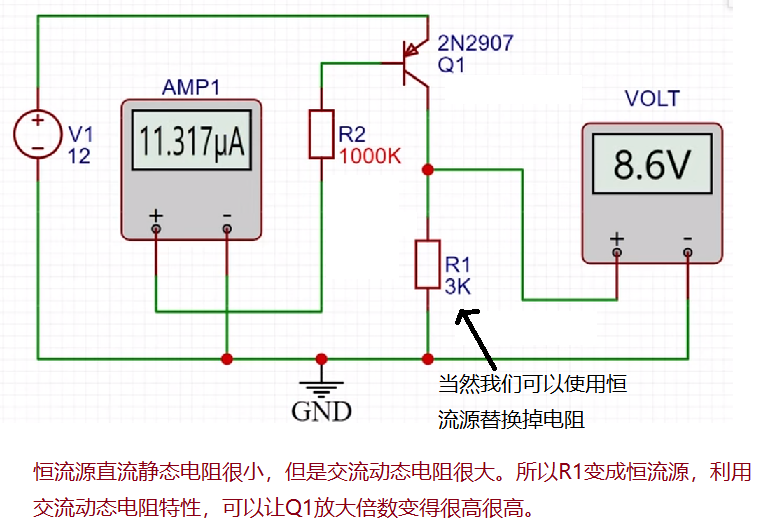 2N2907
Q1
AMP1
VOLT
11.317μA
V1
12
R2
1000K
8.6V
+ -
+ -
R1
3K
当然我们可以使用恒
流源替换掉电阻
GND
恒流源直流静态电阻很小，但是交流动态电阻很大。所以R1变成恒流源，利用
交流动态电阻特性，可以让Q1放大倍数变得很高很高。